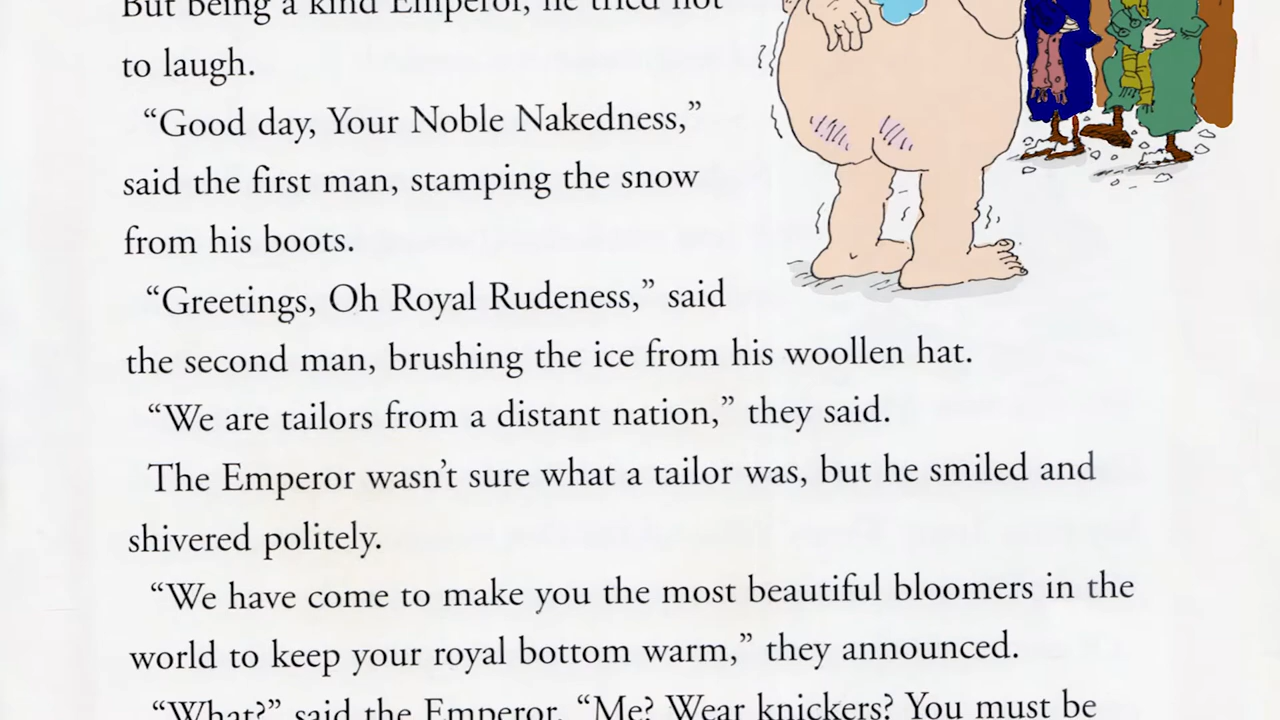 But being a kind Emperor, he tried not
to laugh.
“Good day, Your Noble Nakedness,”
said the first man, stamping the snow
from his boots.
“Greetings, Oh Royal Rudeness,” said
the second man, brushing the ice from his woollen hat.
“We are tailors from a distant nation,” they said.
The Emperor wasn’t sure what a tailor was, but he smiled and
shivered politely.
“We have come to make you the most beautiful bloomers in the
world to keep your royal bottom warm,” they announced.
“What?” said the Emperor. “Me? Wear knickers? You must be